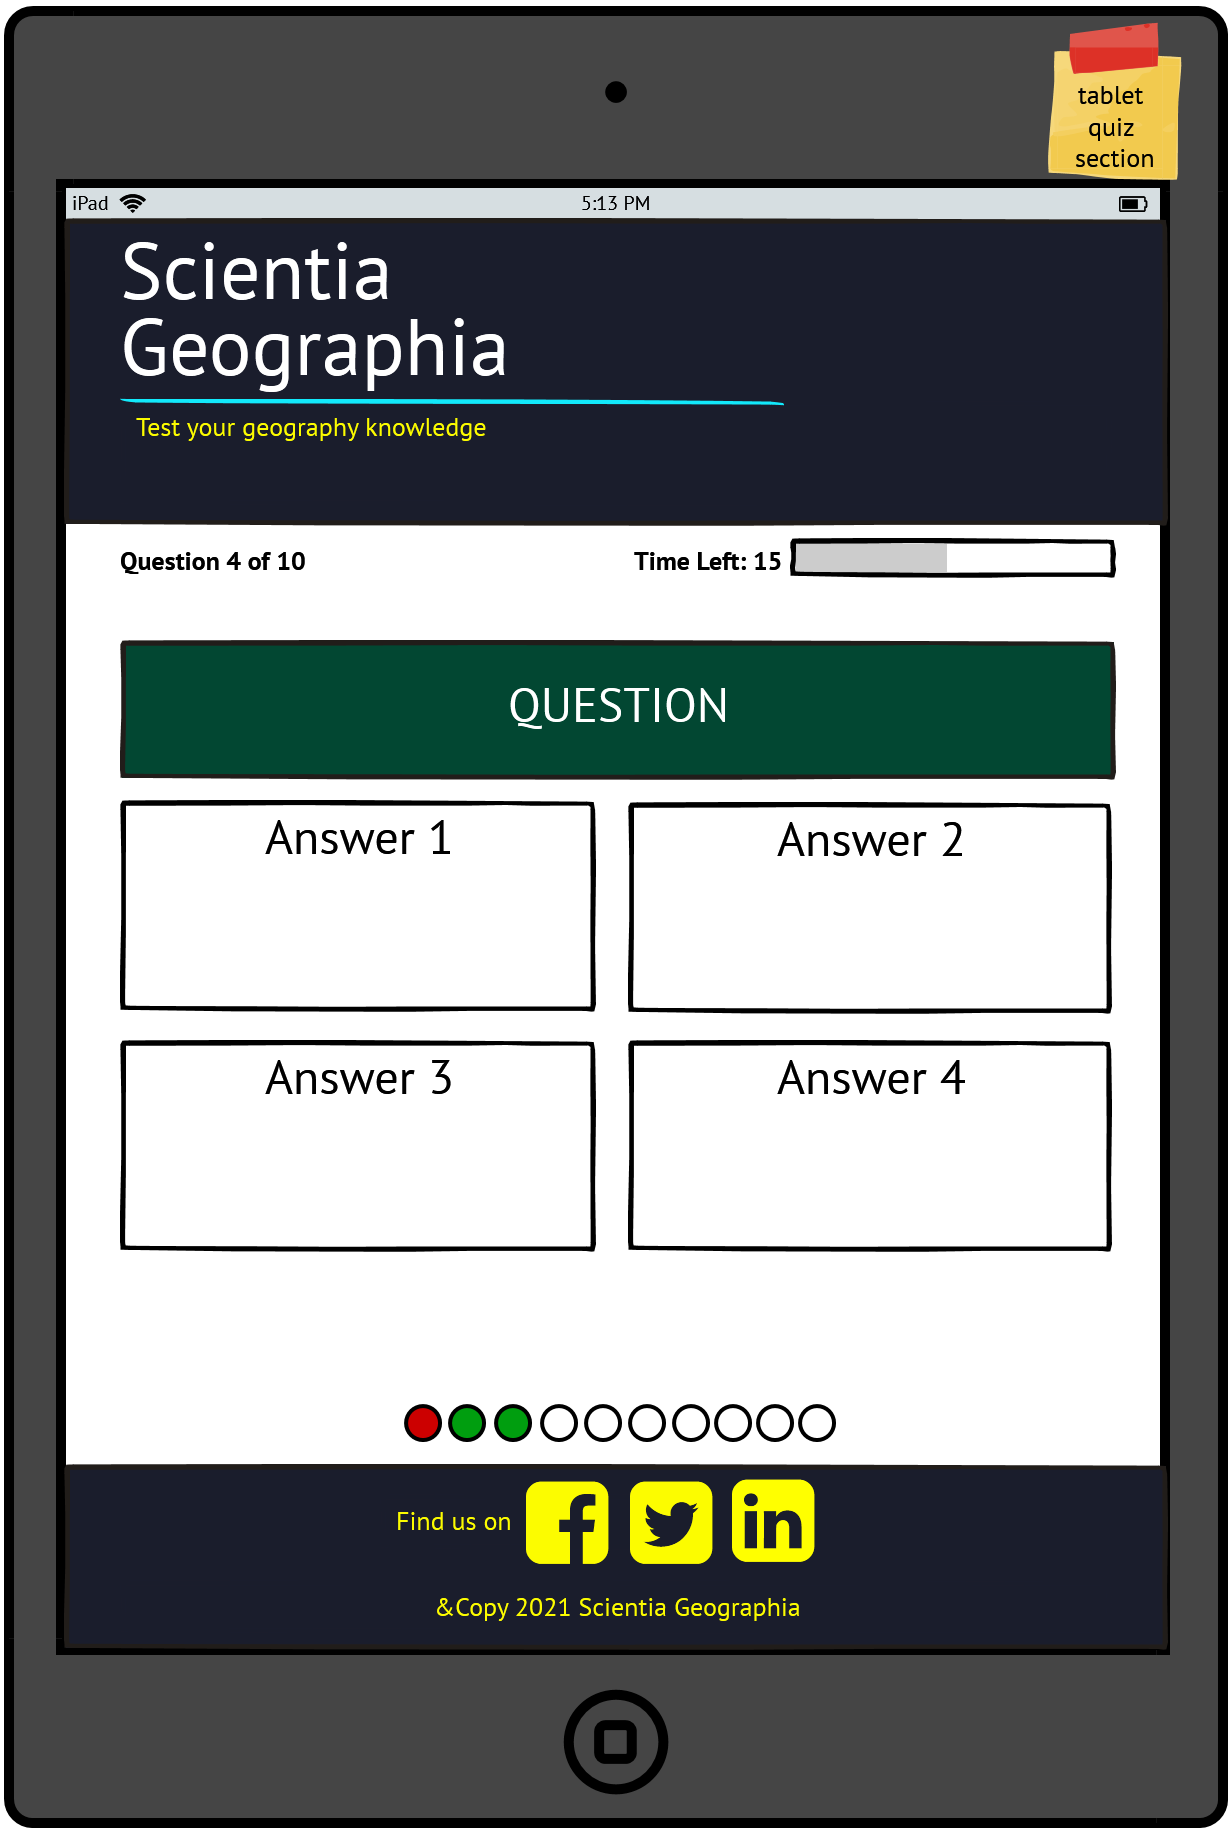 tablet
quiz
section
iPad
5:13 PM
Scientia
Geographia
Test your geography knowledge
Question 4 of 10
Time Left: 15
QUESTION
Answer 1
Answer 2
Answer 3
Answer 4
Find us on
&Copy 2021 Scientia Geographia